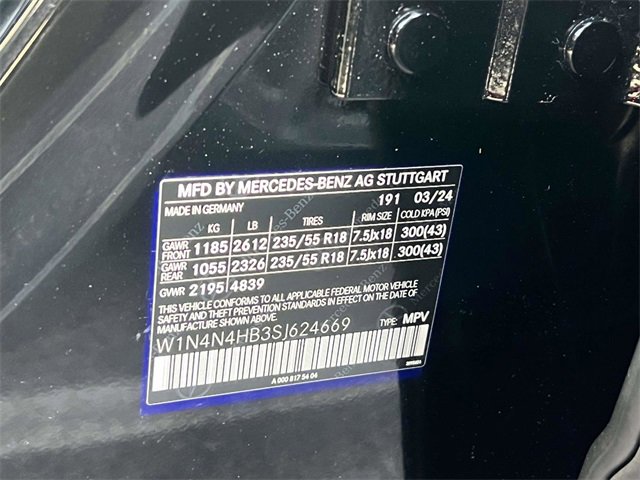 MFD BY MERCEDES-BENZ AG STUTTGART
MADE IN GERMANY 191 03/24
KG LB TIRES RIM SIZE COLD KPA(PSI)
GAWR FRONT 1185 2612 235/55 R18 7.5Jx18 300(43)
GAWR REAR 1055 2326 235/55 R18 7.5Jx18 300(43)
GVWR 2195 4839
THIS VEHICLE CONFORMS TO ALL APPLICABLE FEDERAL MOTOR VEHICLE
SAFETY AND THEFT PREVENTION STANDARDS IN EFFECT ON THE DATE OF
MANUFACTURE SHOWN ABOVE.
W1N4N4HB3SJ624669 TYPE: MPV
A 000 817 54 04